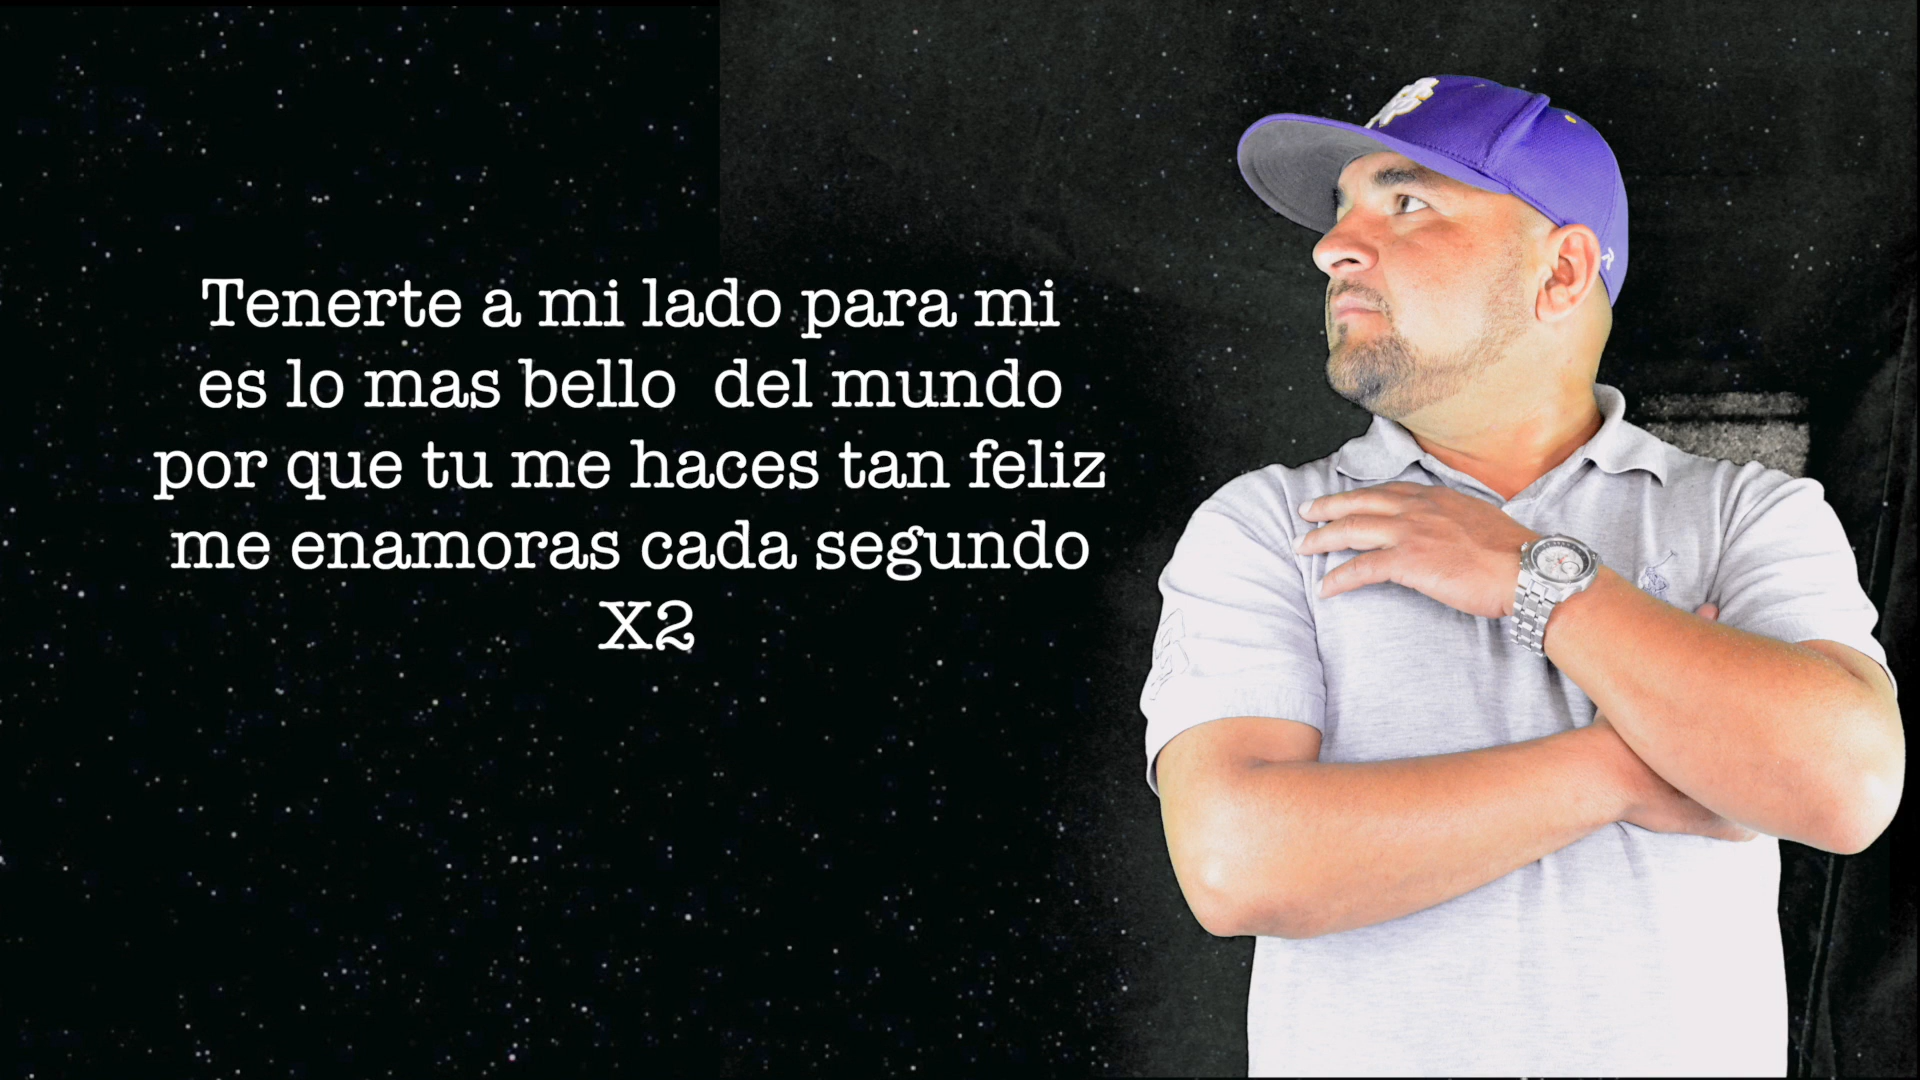 Tenerte a mi lado para mi
es lo mas bello del mundo
por que tu me haces tan feliz
me enamoras cada segundo
X2